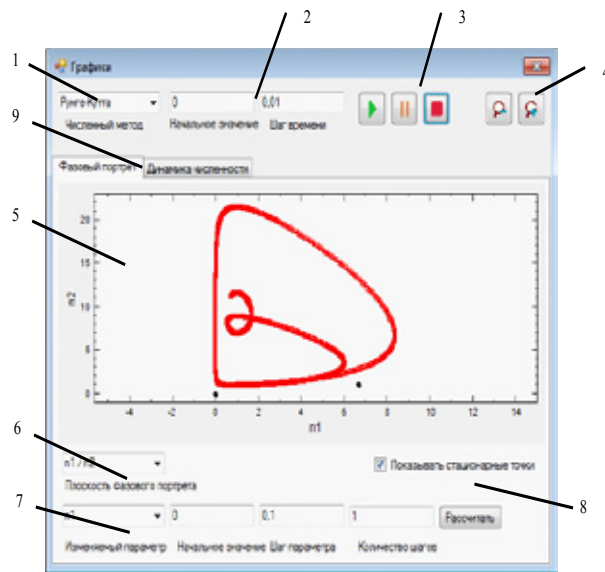 2
3
1
4
Графики
Рунге-Кутта 0 0,01
Численный метод Начальное значение Шаг времени
9
Фазовый портрет Динамика численности
5
20
15
10
5
0
n2
-4 -2 0 2 4 6 8 10 12 14
n1
6
n1 / n2
Показывать стационарные точки
Плоскость фазового портрета
7
8
0 0,1 1 Рассчитать
Изменяемый параметр Начальное значение Шаг параметра Количество шагов